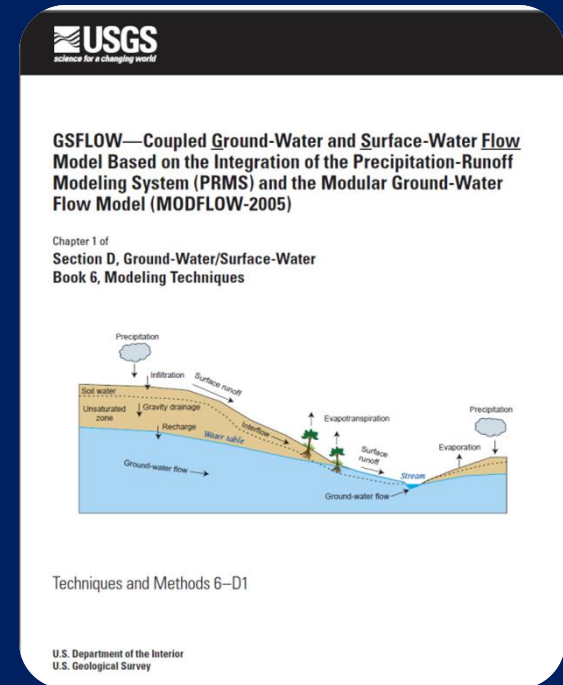 USGS
science for a changing world
GSFLOW—Coupled Ground-Water and Surface-Water Flow
Model Based on the Integration of the Precipitation-Runoff
Modeling System (PRMS) and the Modular Ground-Water
Flow Model (MODFLOW-2005)
Chapter 1 of
Section D, Ground-Water/Surface-Water
Book 6, Modeling Techniques
Precipitation
Infiltration
Surface runoff
Soil water
Unsaturated
zone
Gravity drainage
Recharge
Water table
Interflow
Ground-water flow
Evapotranspiration
Surface
runoff
Stream
Ground-water flow
Precipitation
Evaporation
Techniques and Methods 6–D1
U.S. Department of the Interior
U.S. Geological Survey